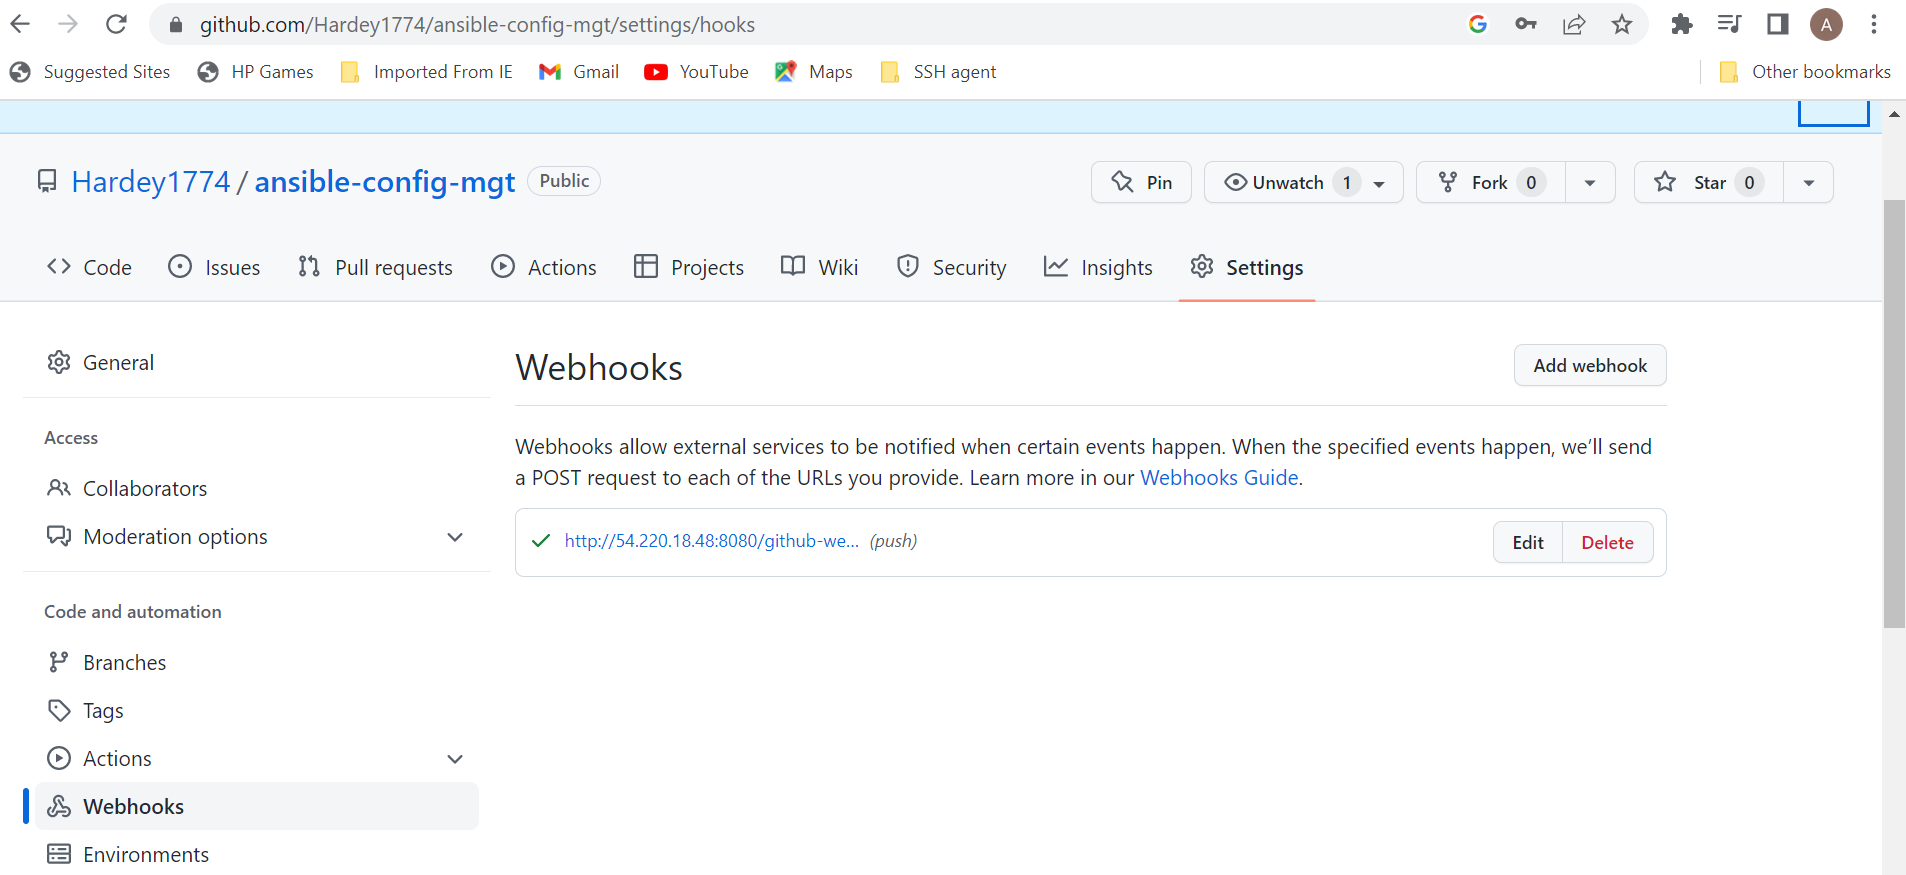 github.com/Hardey1774/ansible-config-mgt/settings/hooks
A
Suggested Sites HP Games Imported From IE Gmail YouTube Maps SSH agent Other bookmarks
Hardey1774 / ansible-config-mgt Public Pin Unwatch 1 Fork 0 Star 0
Code Issues Pull requests Actions Projects Wiki Security Insights Settings
General
Access
Collaborators
Moderation options
Code and automation
Branches
Tags
Actions
Webhooks
Environments
Webhooks Add webhook
Webhooks allow external services to be notified when certain events happen. When the specified events happen, we’ll send
a POST request to each of the URLs you provide. Learn more in our Webhooks Guide.
http://54.220.18.48:8080/github-we... (push) Edit Delete